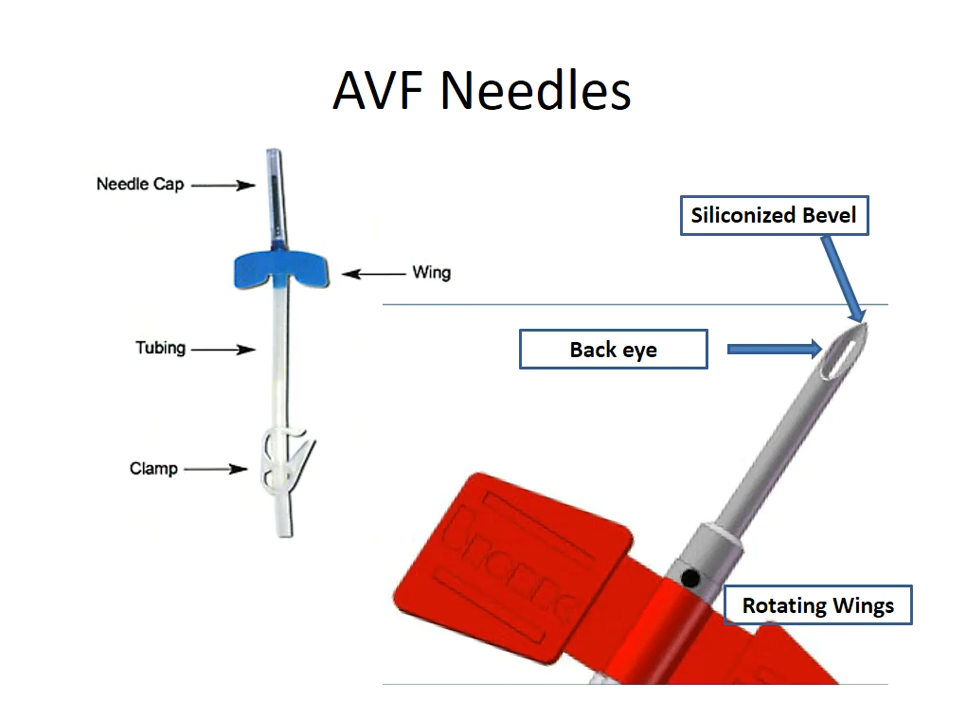 AVF Needles
Needle Cap
Wing
Tubing
Clamp
Siliconized Bevel
Back eye
Rotating Wings